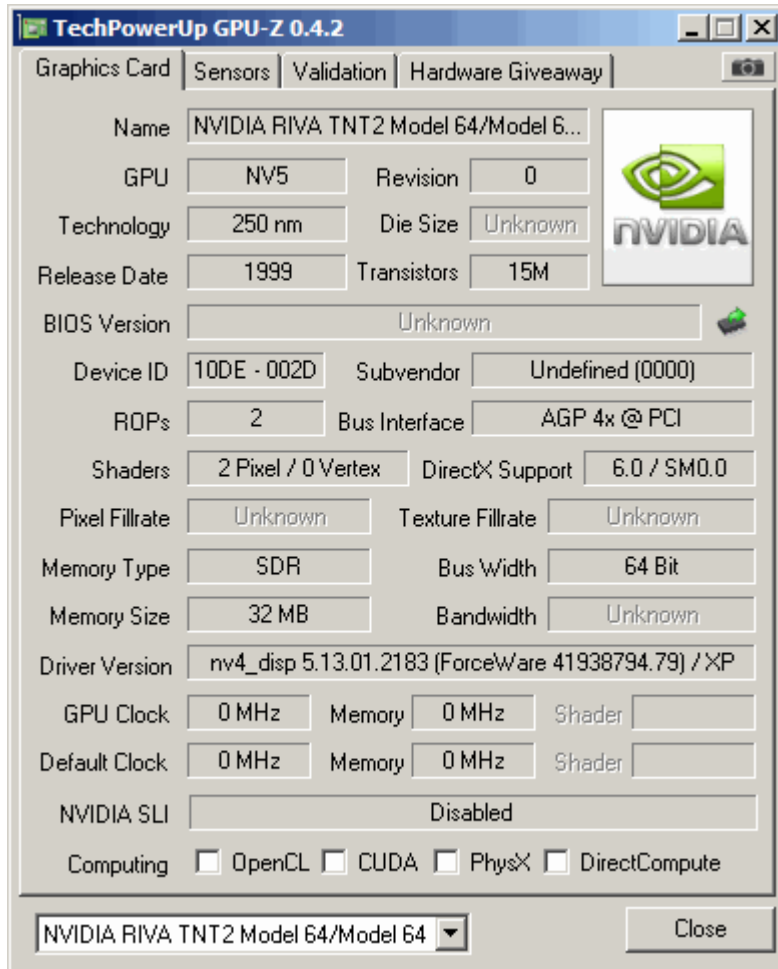 TechPowerUp GPU-Z 0.4.2
Graphics Card Sensors Validation Hardware Giveaway
Name NVIDIA RIVA TNT2 Model 64/Model 6...
GPU NV5 Revision 0
Technology 250 nm Die Size Unknown
nVIDIA
Release Date 1999 Transistors 15M
BIOS Version Unknown
Device ID 10DE - 002D Subvendor Undefined (0000)
ROPs 2 Bus Interface AGP 4x @ PCI
Shaders 2 Pixel / 0 Vertex DirectX Support 6.0 / SM0.0
Pixel Fillrate Unknown Texture Fillrate Unknown
Memory Type SDR Bus Width 64 Bit
Memory Size 32 MB Bandwidth Unknown
Driver Version nv4_disp 5.13.01.2183 (ForceWare 41938794.79) / XP
GPU Clock 0 MHz Memory 0 MHz Shader
Default Clock 0 MHz Memory 0 MHz Shader
NVIDIA SLI Disabled
Computing OpenCL CUDA PhysX DirectCompute
NVIDIA RIVA TNT2 Model 64/Model 64 Close